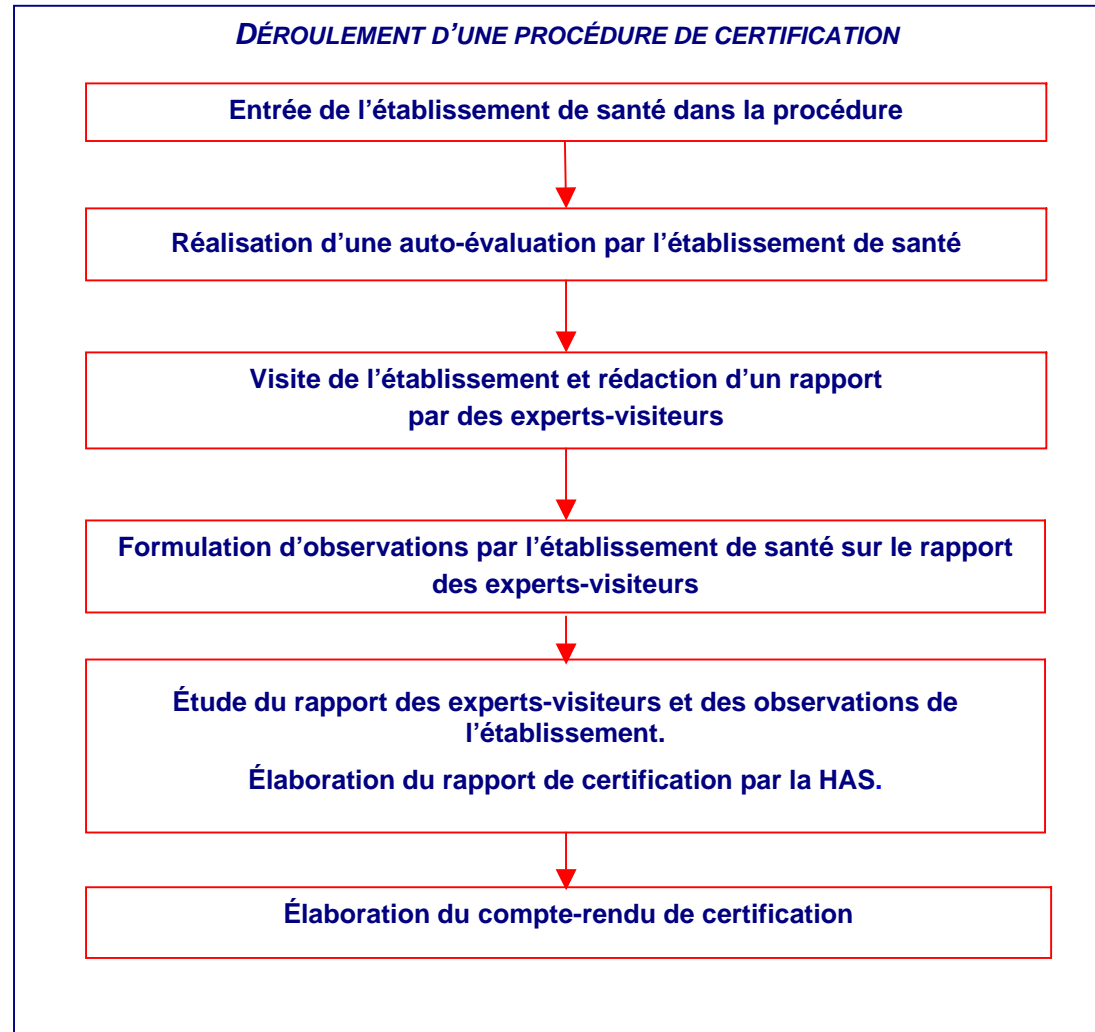 DÉROULEMENT D’UNE PROCÉDURE DE CERTIFICATION
Entrée de l’établissement de santé dans la procédure
Réalisation d’une auto-évaluation par l’établissement de santé
Visite de l’établissement et rédaction d’un rapport
par des experts-visiteurs
Formulation d’observations par l’établissement de santé sur le rapport
des experts-visiteurs
Étude du rapport des experts-visiteurs et des observations de
l’établissement.
Élaboration du rapport de certification par la HAS.
Élaboration du compte-rendu de certification